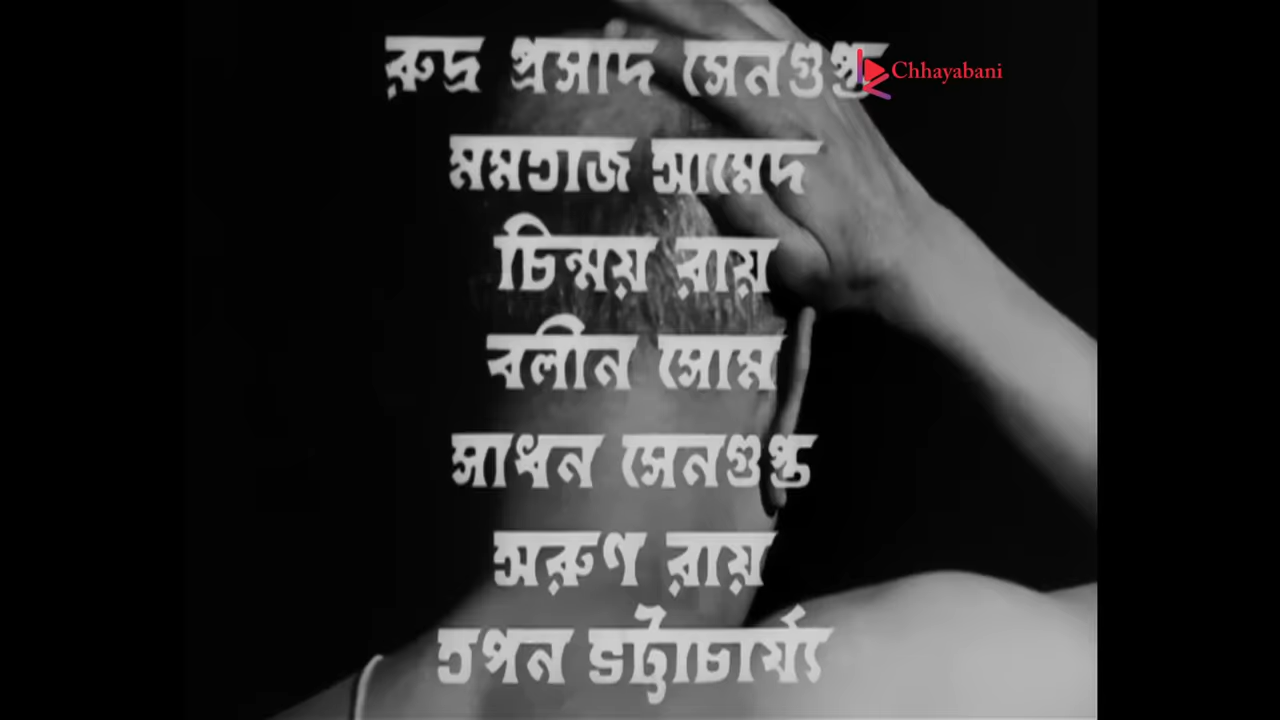 রুদ্র প্রসাদ সেনগুপ্ত
Chhayabani
মমতাজ আমেদ
চিন্ময় রায়
বলীন সোম
সাধন সেনগুপ্ত
অরুণ রায়
তপন ভট্টাচার্য্য